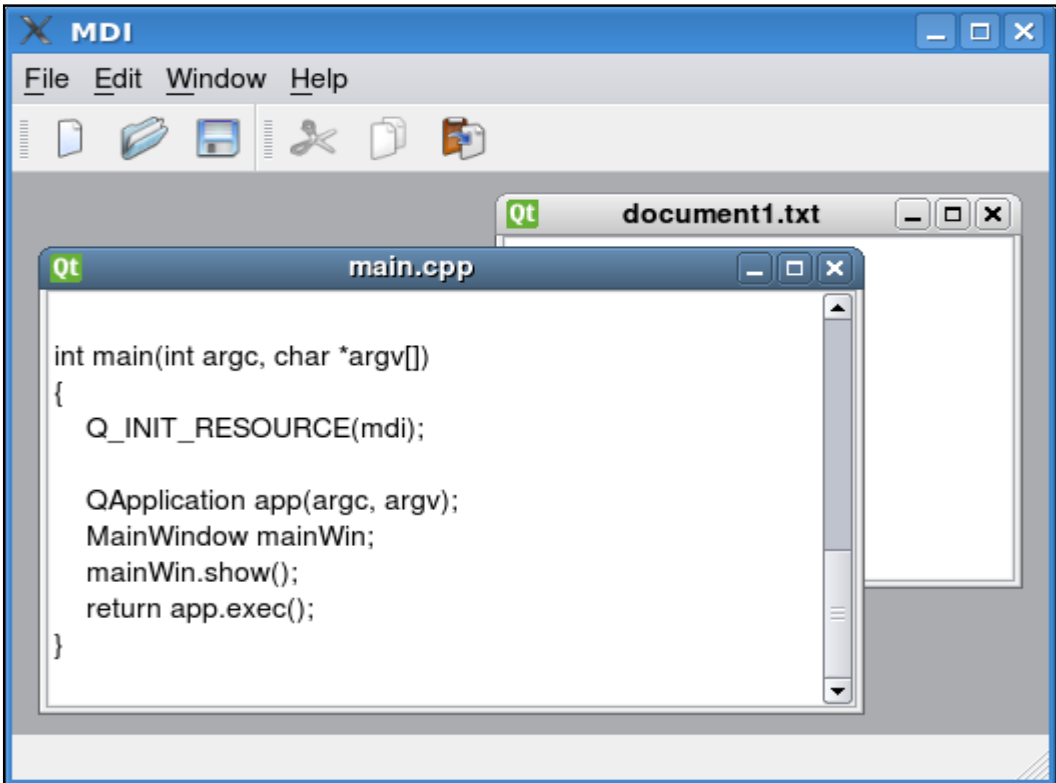 MDI
File Edit Window Help
Qt document1.txt
Qt main.cpp
int main(int argc, char *argv[])
{
    Q_INIT_RESOURCE(mdi);
    QApplication app(argc, argv);
    MainWindow mainWin;
    mainWin.show();
    return app.exec();
}